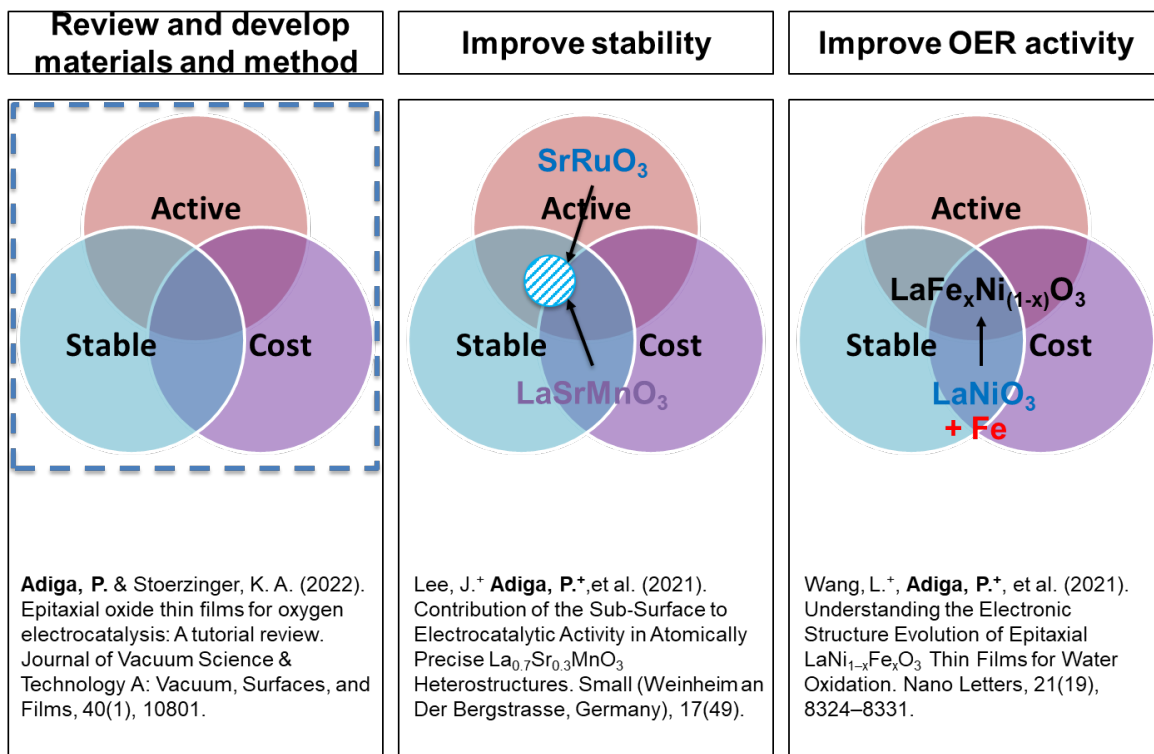 Review and develop
materials and method
Active
Stable
Cost
Adiga, P. & Stoerzinger, K. A. (2022).
Epitaxial oxide thin films for oxygen
electrocatalysis: A tutorial review.
Journal of Vacuum Science &
Technology A: Vacuum, Surfaces, and
Films, 40(1), 10801.
Improve stability
SrRuO₃
Active
Stable
Cost
LaSrMnO₃
Lee, J.⁺ Adiga, P.⁺,et al. (2021).
Contribution of the Sub-Surface to
Electrocatalytic Activity in Atomically
Precise La₀.₇Sr₀.₃MnO₃
Heterostructures. Small (Weinheim an
Der Bergstrasse, Germany), 17(49).
Improve OER activity
Active
LaFeₓNi₍₁₋ₓ₎O₃
Stable
Cost
LaNiO₃
+ Fe
Wang, L.⁺, Adiga, P.⁺, et al. (2021).
Understanding the Electronic
Structure Evolution of Epitaxial
LaNi₁₋ₓFeₓO₃ Thin Films for Water
Oxidation. Nano Letters, 21(19),
8324–8331.